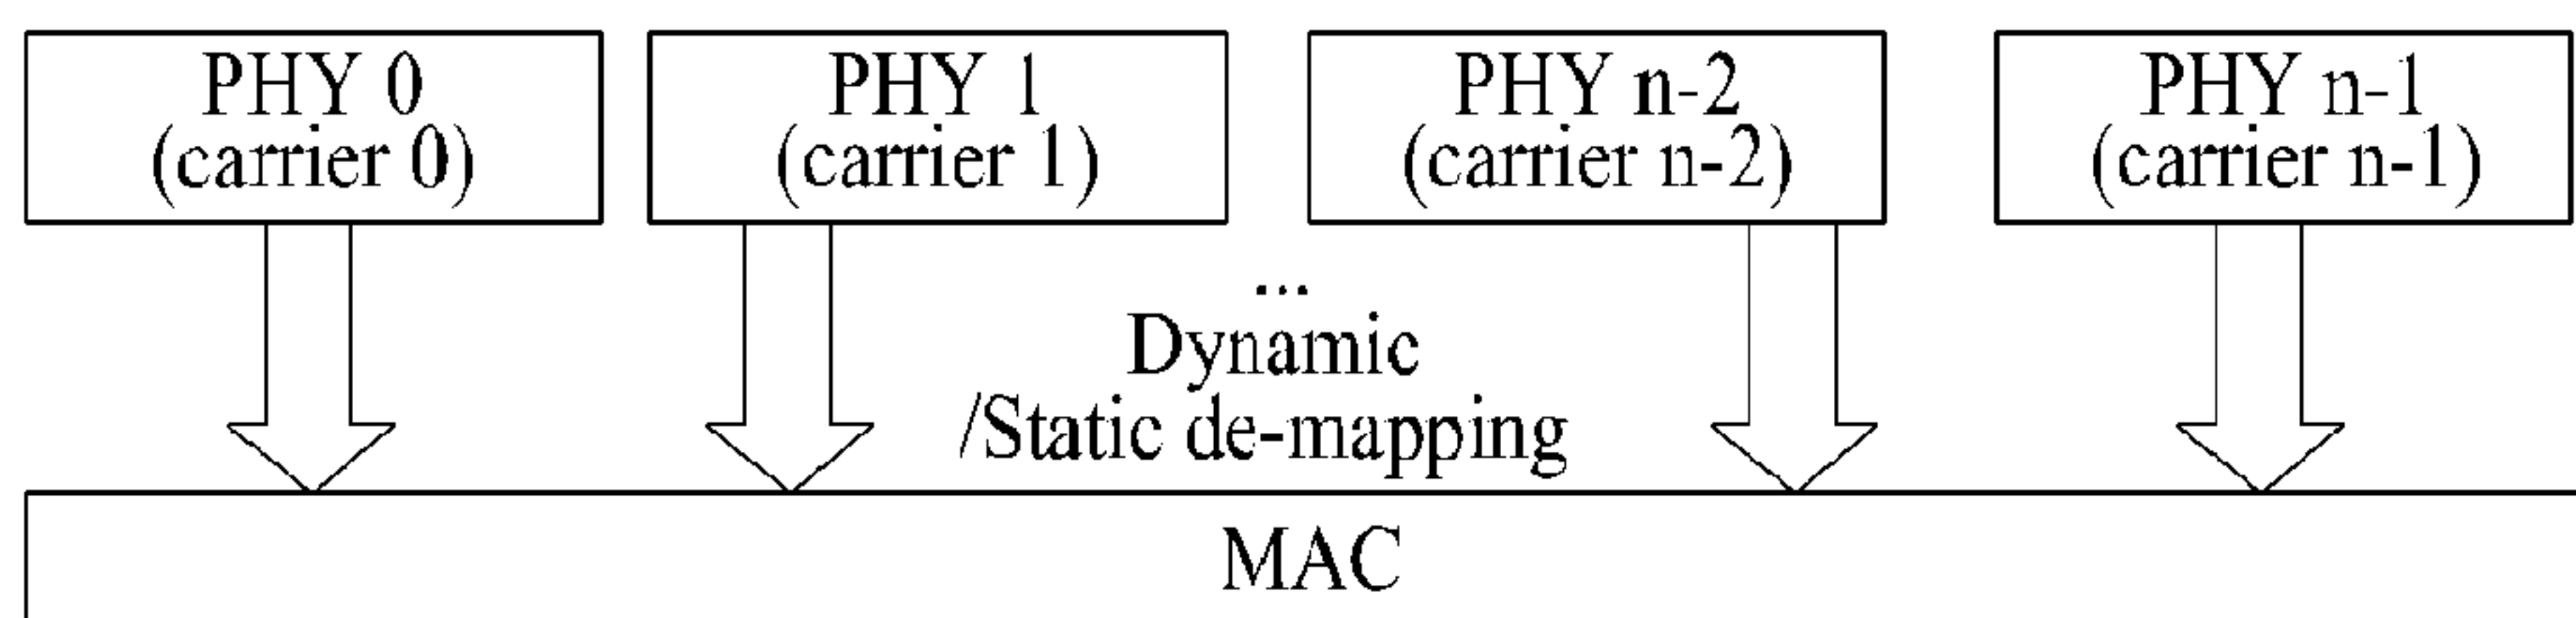 PHY 0
(carrier 0)
PHY 1
(carrier 1)
PHY n-2
(carrier n-2)
PHY n-1
(carrier n-1)
...
Dynamic
/Static de-mapping
MAC